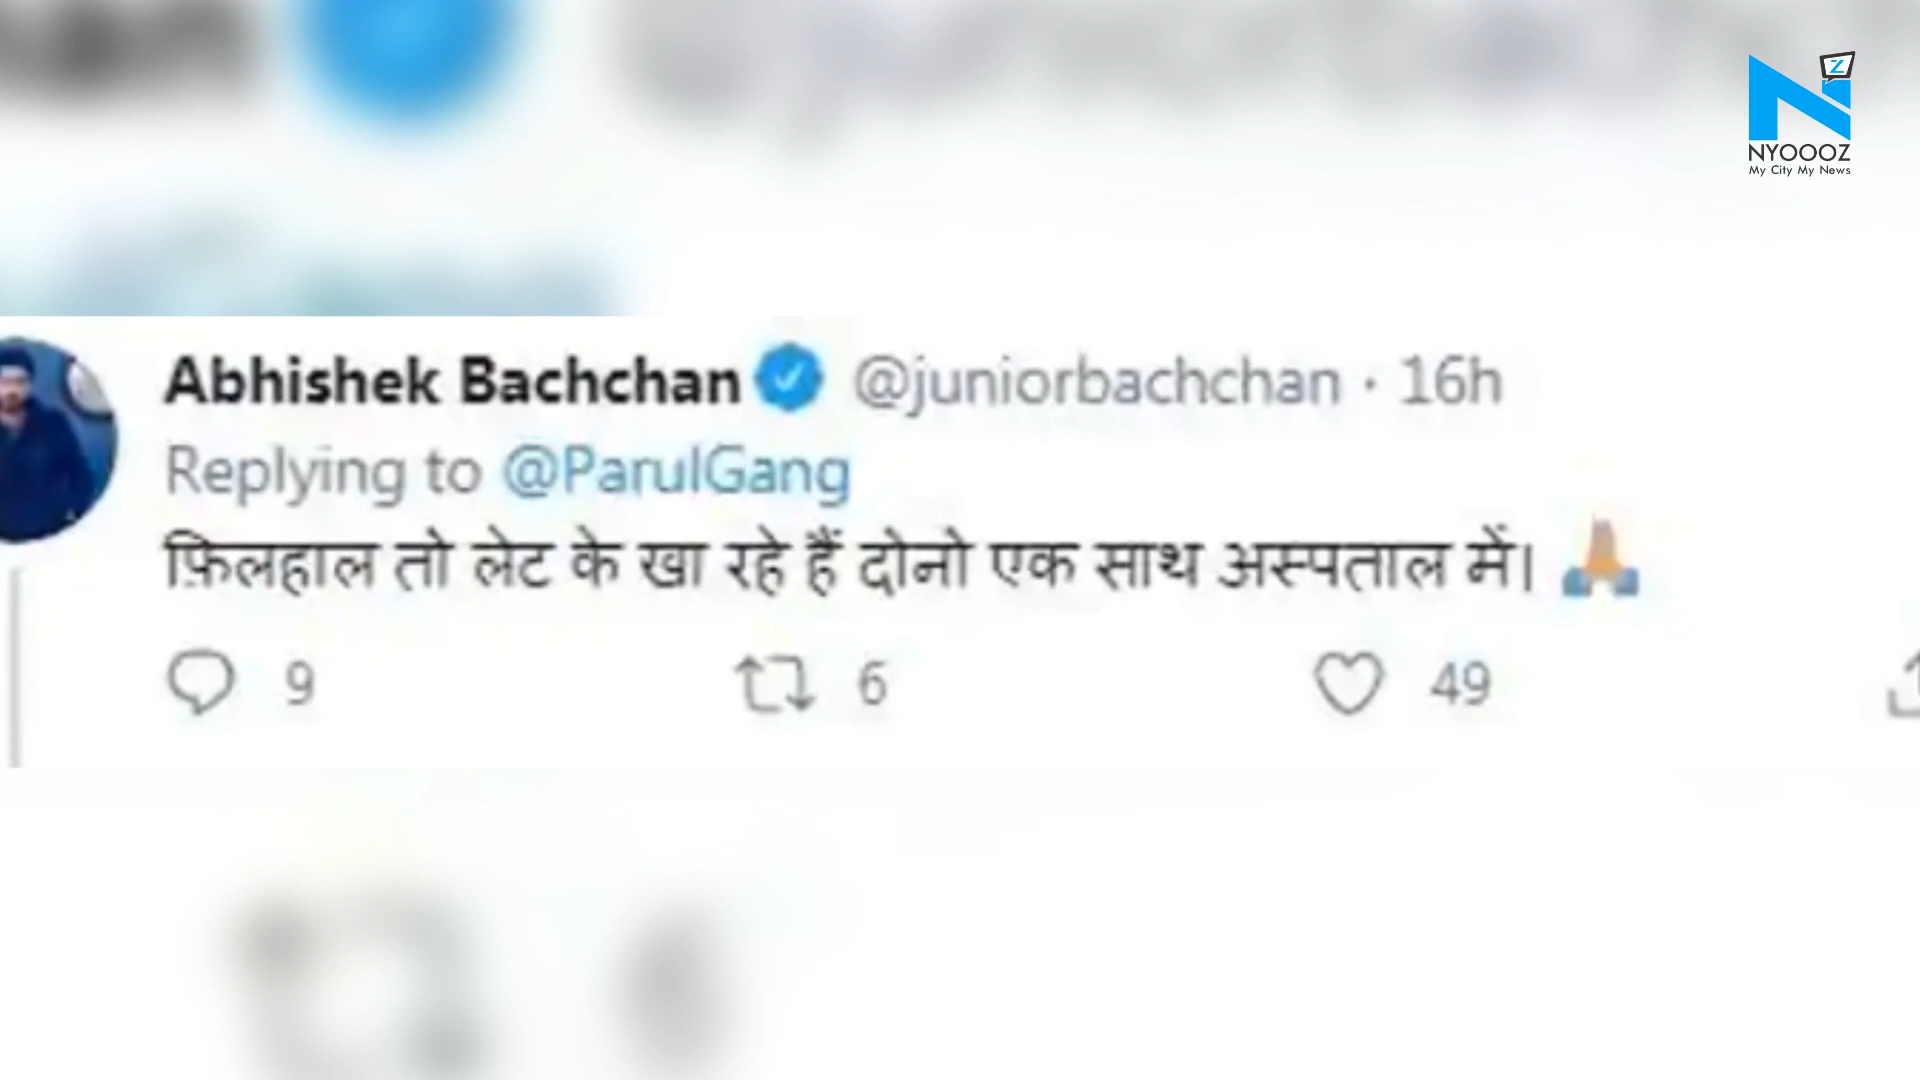 Z
NYOOOZ
My City My News
Abhishek Bachchan @juniorbachchan · 16h
Replying to @ParulGang
फ़िलहाल तो लेट के खा रहे हैं दोनो एक साथ अस्पताल में। 🙏
9 6 49